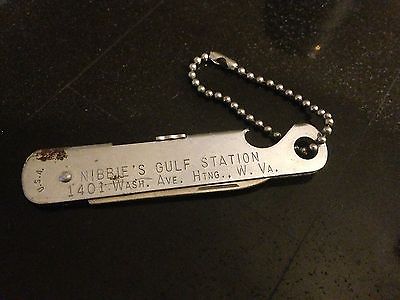 NIBBIE'S GULF STATION
1401 WASH. AVE. HTNG., W. VA.
U.S.A.